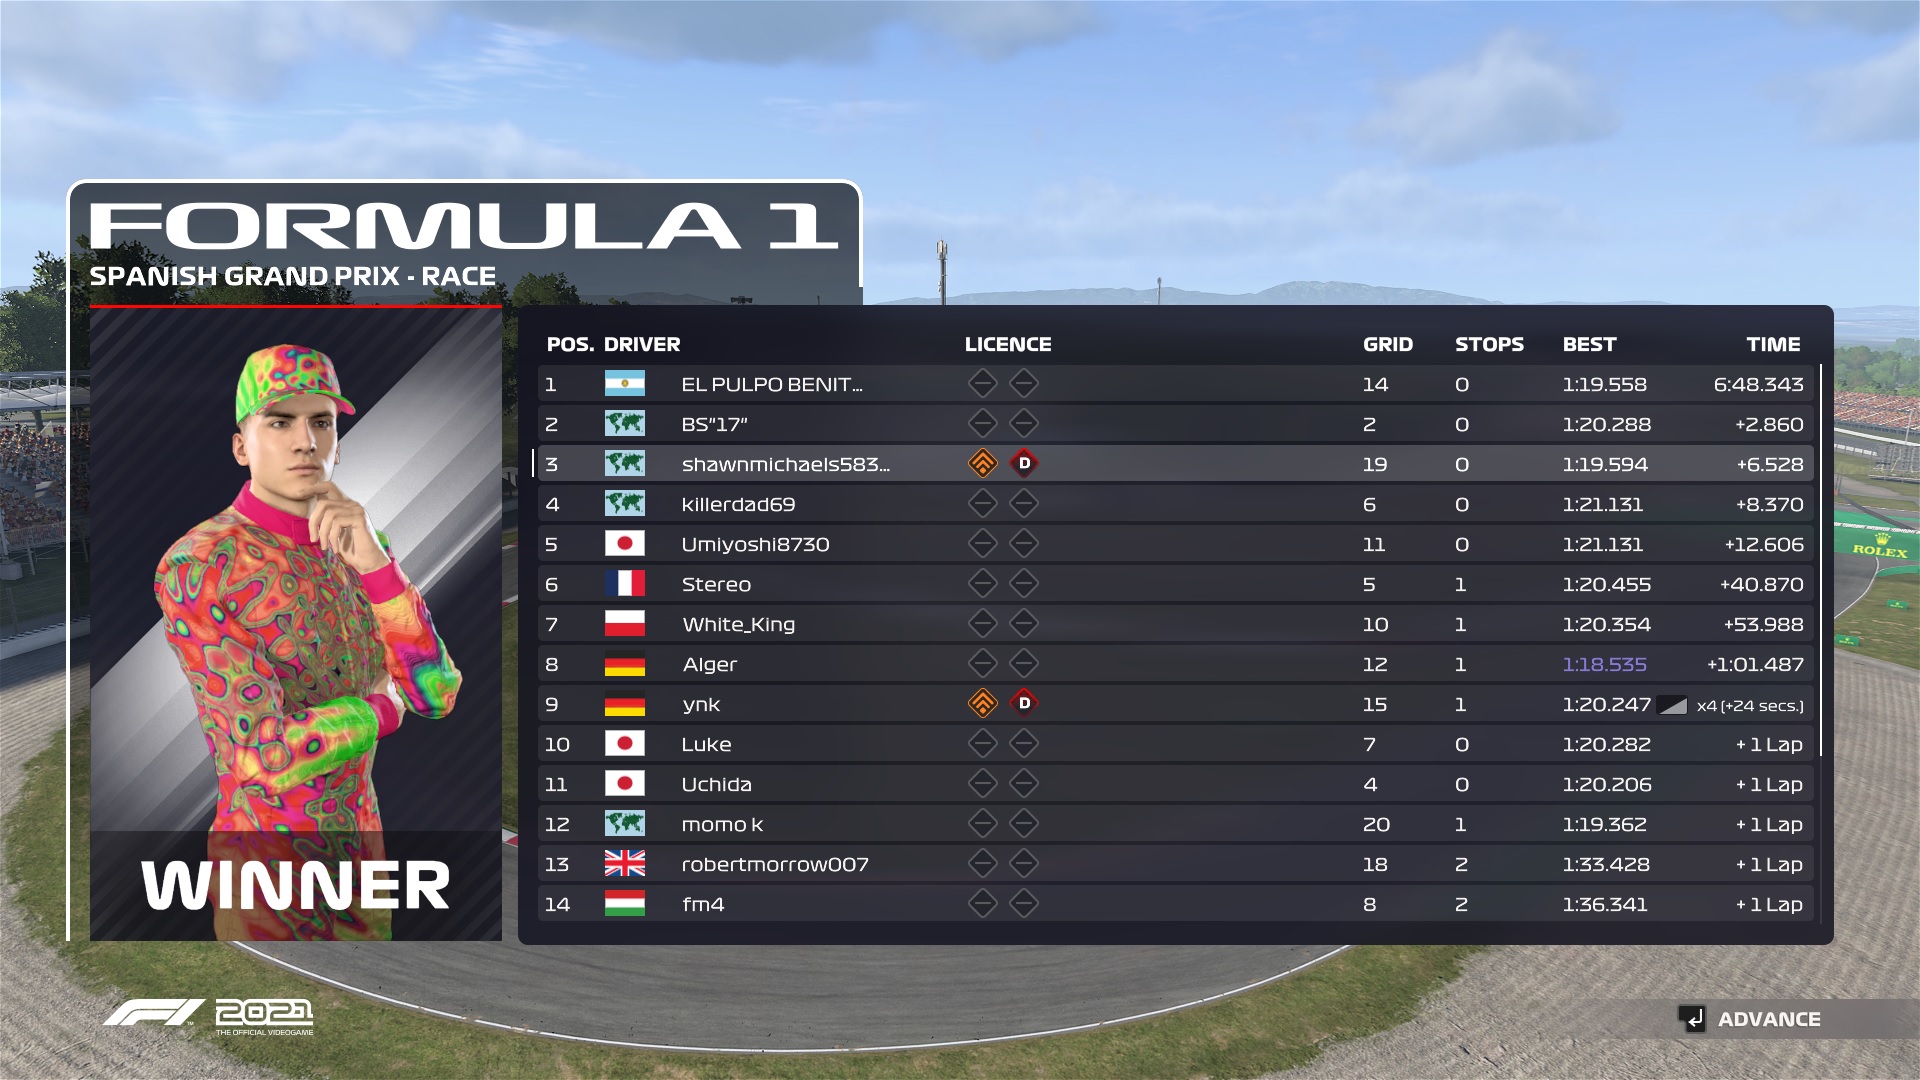 FORMULA 1
SPANISH GRAND PRIX - RACE
POS. DRIVER LICENCE GRID STOPS BEST TIME
1 EL PULPO BENIT... 14 0 1:19.558 6:48.343
2 BS"17" 2 0 1:20.288 +2.860
3 shawnmichaels583... D 19 0 1:19.594 +6.528
4 killerdad69 6 0 1:21.131 +8.370
5 Umiyoshi8730 11 0 1:21.131 +12.606
6 Stereo 5 1 1:20.455 +40.870
7 White_King 10 1 1:20.354 +53.988
8 Alger 12 1 1:18.535 +1:01.487
9 ynk D 15 1 1:20.247 x4 (+24 secs.)
10 Luke 7 0 1:20.282 + 1 Lap
11 Uchida 4 0 1:20.206 + 1 Lap
12 momo k 20 1 1:19.362 + 1 Lap
13 robertmorrow007 18 2 1:33.428 + 1 Lap
14 fm4 8 2 1:36.341 + 1 Lap
WINNER
ROLEX
F1 2021
THE OFFICIAL VIDEOGAME
ADVANCE